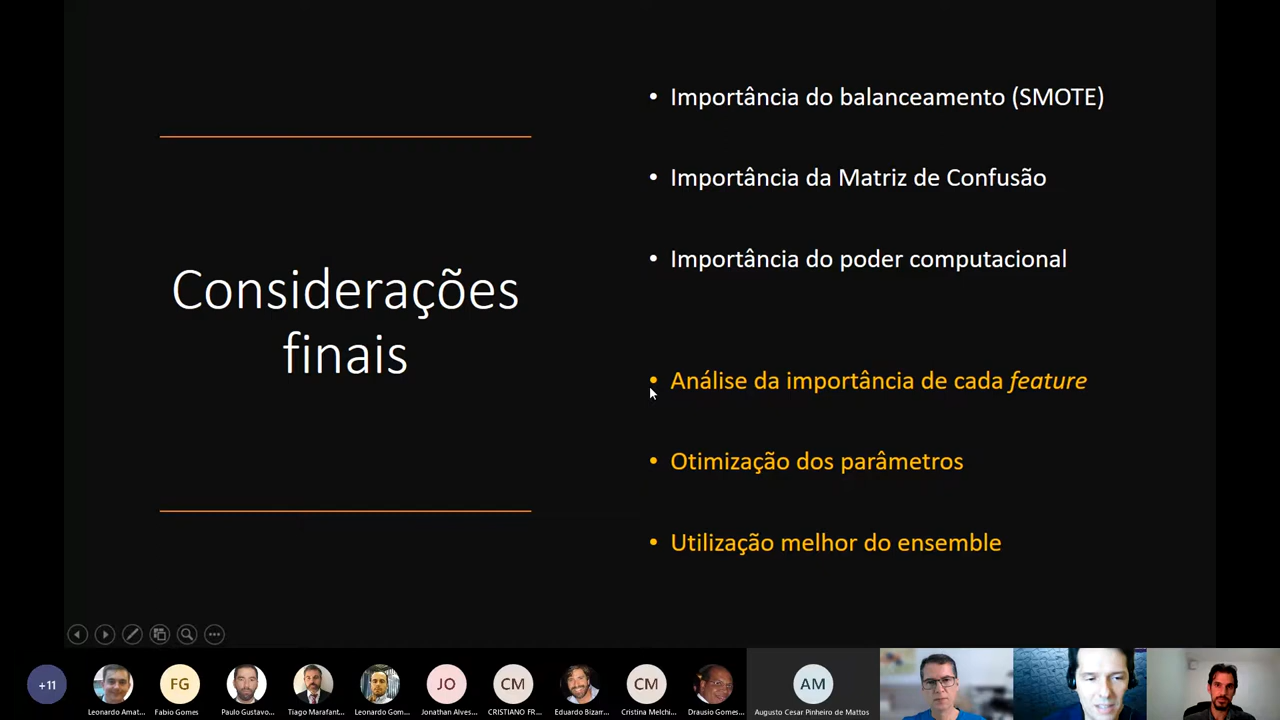 Considerações
finais
• Importância do balanceamento (SMOTE)
• Importância da Matriz de Confusão
• Importância do poder computacional
• Análise da importância de cada feature
• Otimização dos parâmetros
• Utilização melhor do ensemble
+11
FG
JO
CM
CM
AM
Leonardo Amat...
Fabio Gomes
Paulo Gustavo...
Tiago Marafant...
Leonardo Gom...
Jonathan Alves...
CRISTIANO FR...
Eduardo Bizarr...
Cristina Melchi...
Drausio Gomes...
Augusto Cesar Pinheiro de Mattos